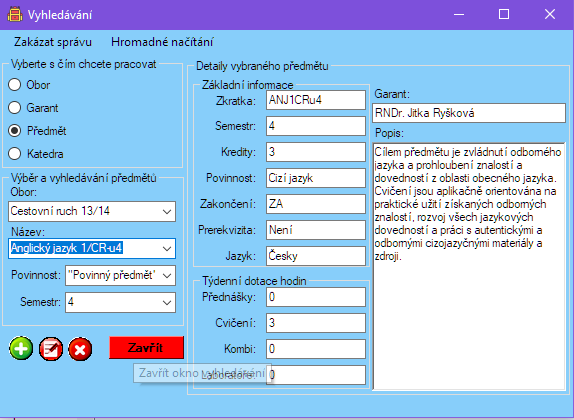 Vyhledávání
Zakázat správu Hromadné načítání
Vyberte s čím chcete pracovat
Obor
Garant
Předmět
Katedra
Výběr a vyhledávání předmětů
Obor:
Cestovní ruch 13/14
Název:
Anglický jazyk 1/CR-u4
Povinnost: "Povinný předmět"
Semestr: 4
Zavřít
Zavřít okno vyhledávání
Detaily vybraného předmětu
Základní informace
Zkratka: ANJ1CRu4
Semestr: 4
Kredity: 3
Povinnost: Cizí jazyk
Zakončení: ZA
Prerekvizita: Není
Jazyk: Česky
Týdenní dotace hodin
Přednášky: 0
Cvičení: 3
Kombi: 0
Laboratoře: 0
Garant:
RNDr. Jitka Ryšková
Popis:
Cílem předmětu je zvládnutí odborného
jazyka a prohloubení znalostí a
dovedností z oblasti obecného jazyka.
Cvičení jsou aplikačně orientována na
praktické užití získaných odborných
znalostí, rozvoj všech jazykových
dovedností a práci s autentickými a
odbornými cizojazyčnými materiály a
zdroji.